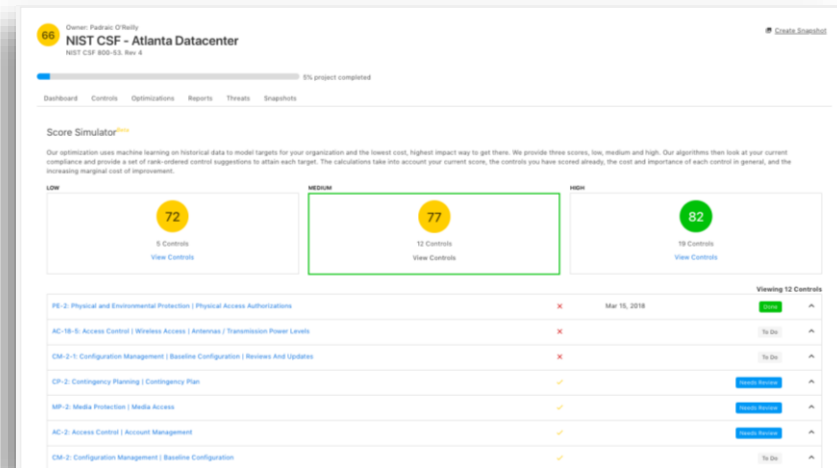 66
Owner: Padraic O'Reilly
NIST CSF - Atlanta Datacenter
NIST CSF 800-53. Rev 4
Create Snapshot
5% project completed
Dashboard Controls Optimizations Reports Threats Snapshots
Score Simulator Beta
Our optimization uses machine learning on historical data to model targets for your organization and the lowest cost, highest impact way to get there. We provide three scores, low, medium and high. Our algorithms then look at your current
compliance and provide a set of rank-ordered control suggestions to attain each target. The calculations take into account your current score, the controls you have scored already, the cost and importance of each control in general, and the
increasing marginal cost of improvement.
LOW MEDIUM HIGH
72 77 82
5 Controls 12 Controls 19 Controls
View Controls View Controls View Controls
Viewing 12 Controls
PE-2: Physical and Environmental Protection | Physical Access Authorizations Mar 15, 2018 Done
AC-18-5: Access Control | Wireless Access | Antennas / Transmission Power Levels To Do
CM-2-1: Configuration Management | Baseline Configuration | Reviews And Updates To Do
CP-2: Contingency Planning | Contingency Plan Needs Review
MP-2: Media Protection | Media Access Needs Review
AC-2: Access Control | Account Management Needs Review
CM-2: Configuration Management | Baseline Configuration To Do